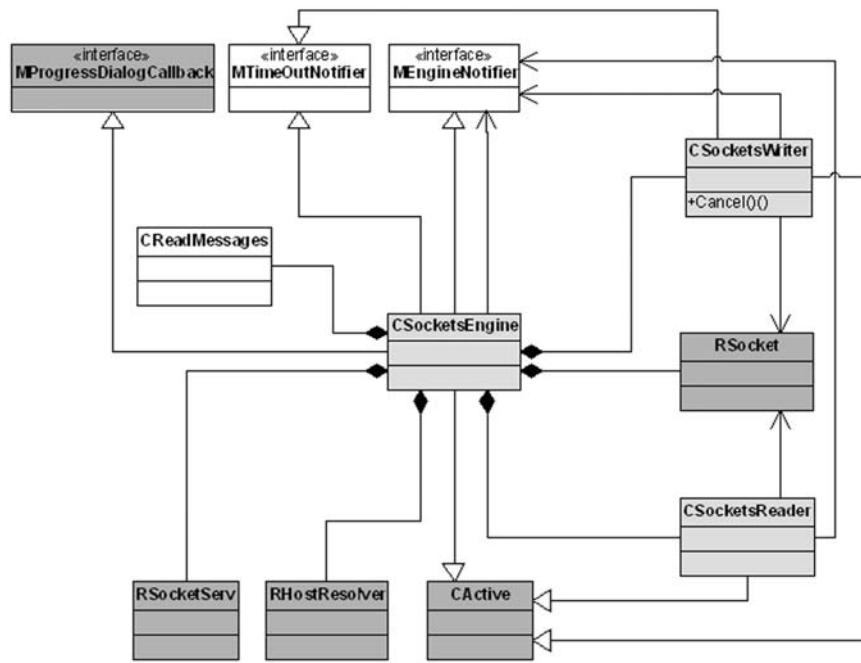 «interface»
MProgressDialogCallback
«interface»
MTimeOutNotifier
«interface»
MEngineNotifier
CSocketsWriter
+Cancel()()
CReadMessages
CSocketsEngine
RSocket
CSocketsReader
RSocketServ
RHostResolver
CActive